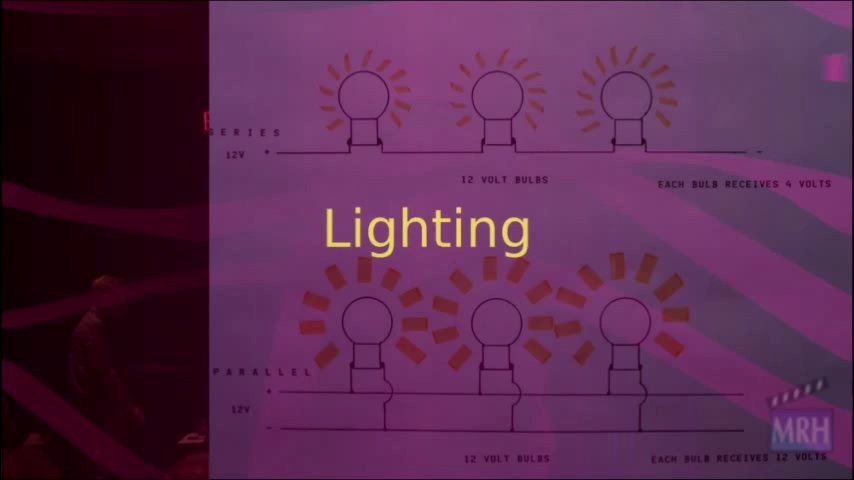 SERIES
12V + -
12 VOLT BULBS
EACH BULB RECEIVES 4 VOLTS
Lighting
PARALLEL
+
12V
-
12 VOLT BULBS
EACH BULB RECEIVES 12 VOLTS
MRH